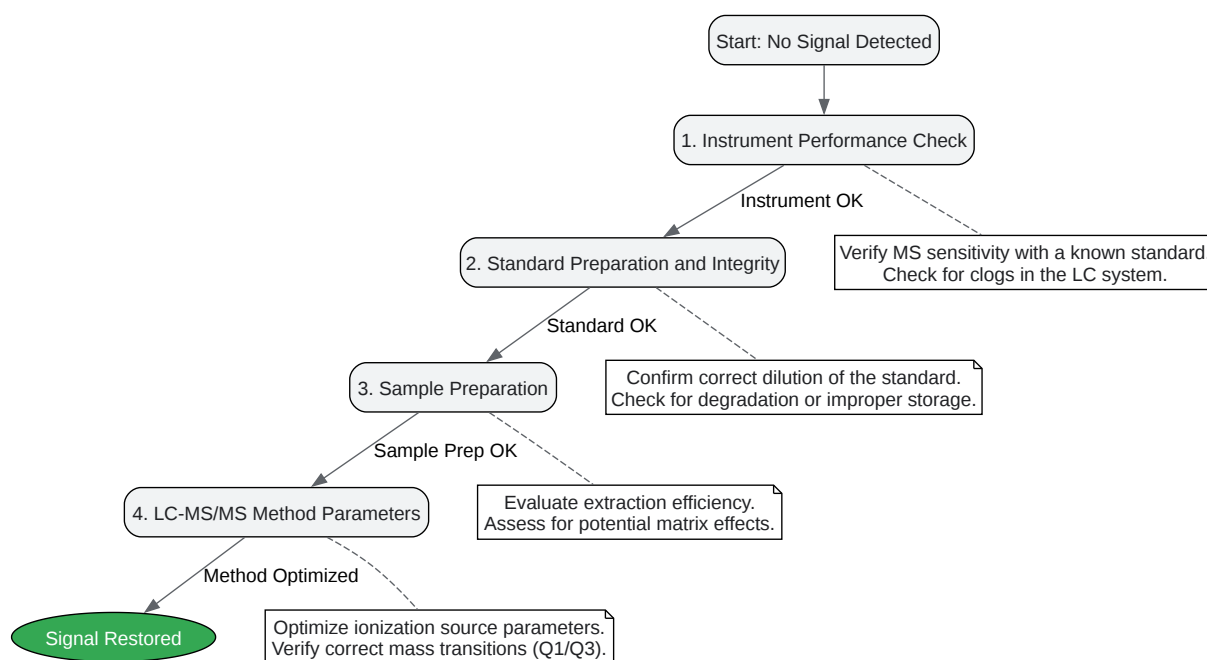 Start: No Signal Detected
1. Instrument Performance Check
Instrument OK
Verify MS sensitivity with a known standard.
Check for clogs in the LC system.
2. Standard Preparation and Integrity
Standard OK
Confirm correct dilution of the standard.
Check for degradation or improper storage.
3. Sample Preparation
Sample Prep OK
Evaluate extraction efficiency.
Assess for potential matrix effects.
4. LC-MS/MS Method Parameters
Method Optimized
Optimize ionization source parameters.
Verify correct mass transitions (Q1/Q3).
Signal Restored